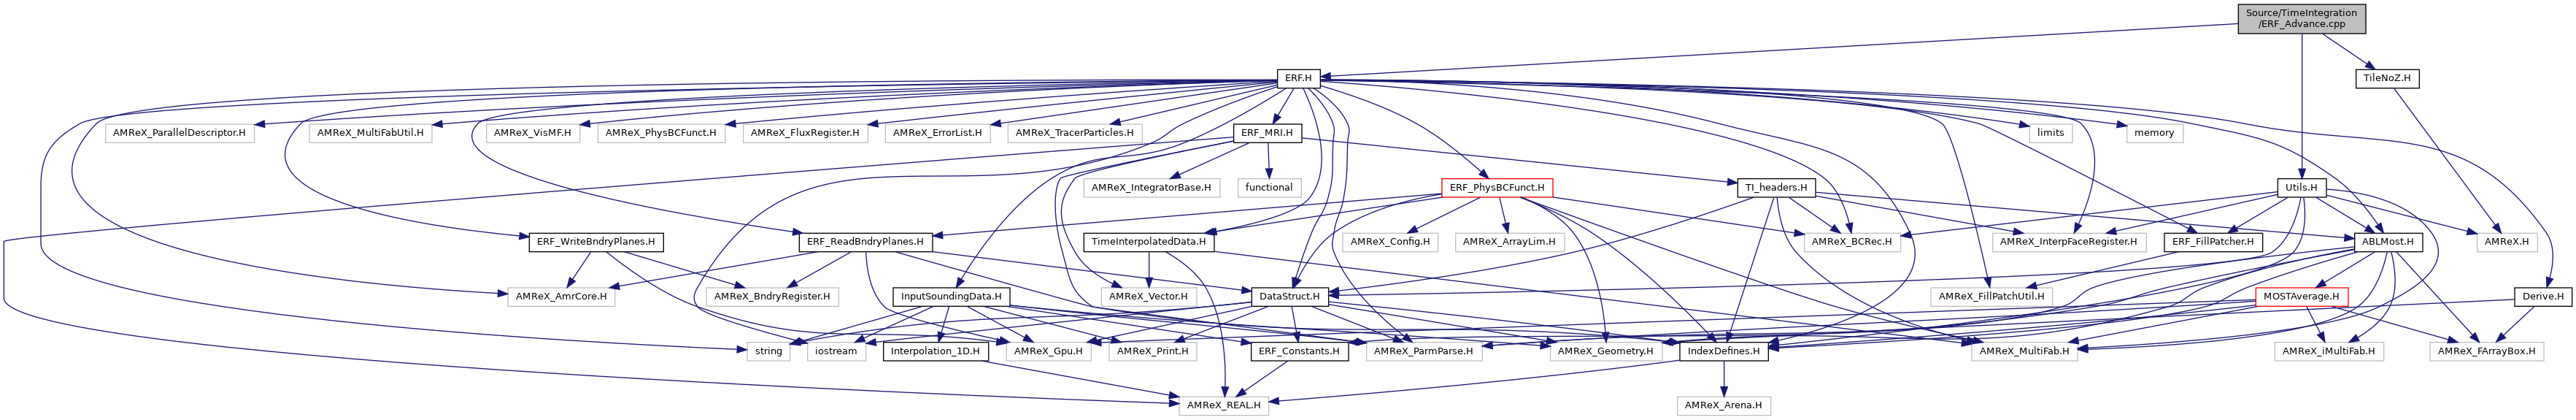 Source/TimeIntegration
/ERF_Advance.cpp
ERF.H
TileNoZ.H
AMReX_ParallelDescriptor.H
AMReX_MultiFabUtil.H
AMReX_VisMF.H
AMReX_PhysBCFunct.H
AMReX_FluxRegister.H
AMReX_ErrorList.H
AMReX_TracerParticles.H
ERF_MRI.H
limits
memory
AMReX_IntegratorBase.H
functional
ERF_PhysBCFunct.H
TI_headers.H
Utils.H
ERF_WriteBndryPlanes.H
ERF_ReadBndryPlanes.H
TimeInterpolatedData.H
AMReX_Config.H
AMReX_ArrayLim.H
AMReX_BCRec.H
AMReX_InterpFaceRegister.H
ERF_FillPatcher.H
ABLMost.H
AMReX.H
AMReX_AmrCore.H
AMReX_BndryRegister.H
InputSoundingData.H
AMReX_Vector.H
DataStruct.H
AMReX_FillPatchUtil.H
MOSTAverage.H
Derive.H
string
iostream
Interpolation_1D.H
AMReX_Gpu.H
AMReX_Print.H
ERF_Constants.H
AMReX_ParmParse.H
AMReX_Geometry.H
IndexDefines.H
AMReX_MultiFab.H
AMReX_iMultiFab.H
AMReX_FArrayBox.H
AMReX_REAL.H
AMReX_Arena.H